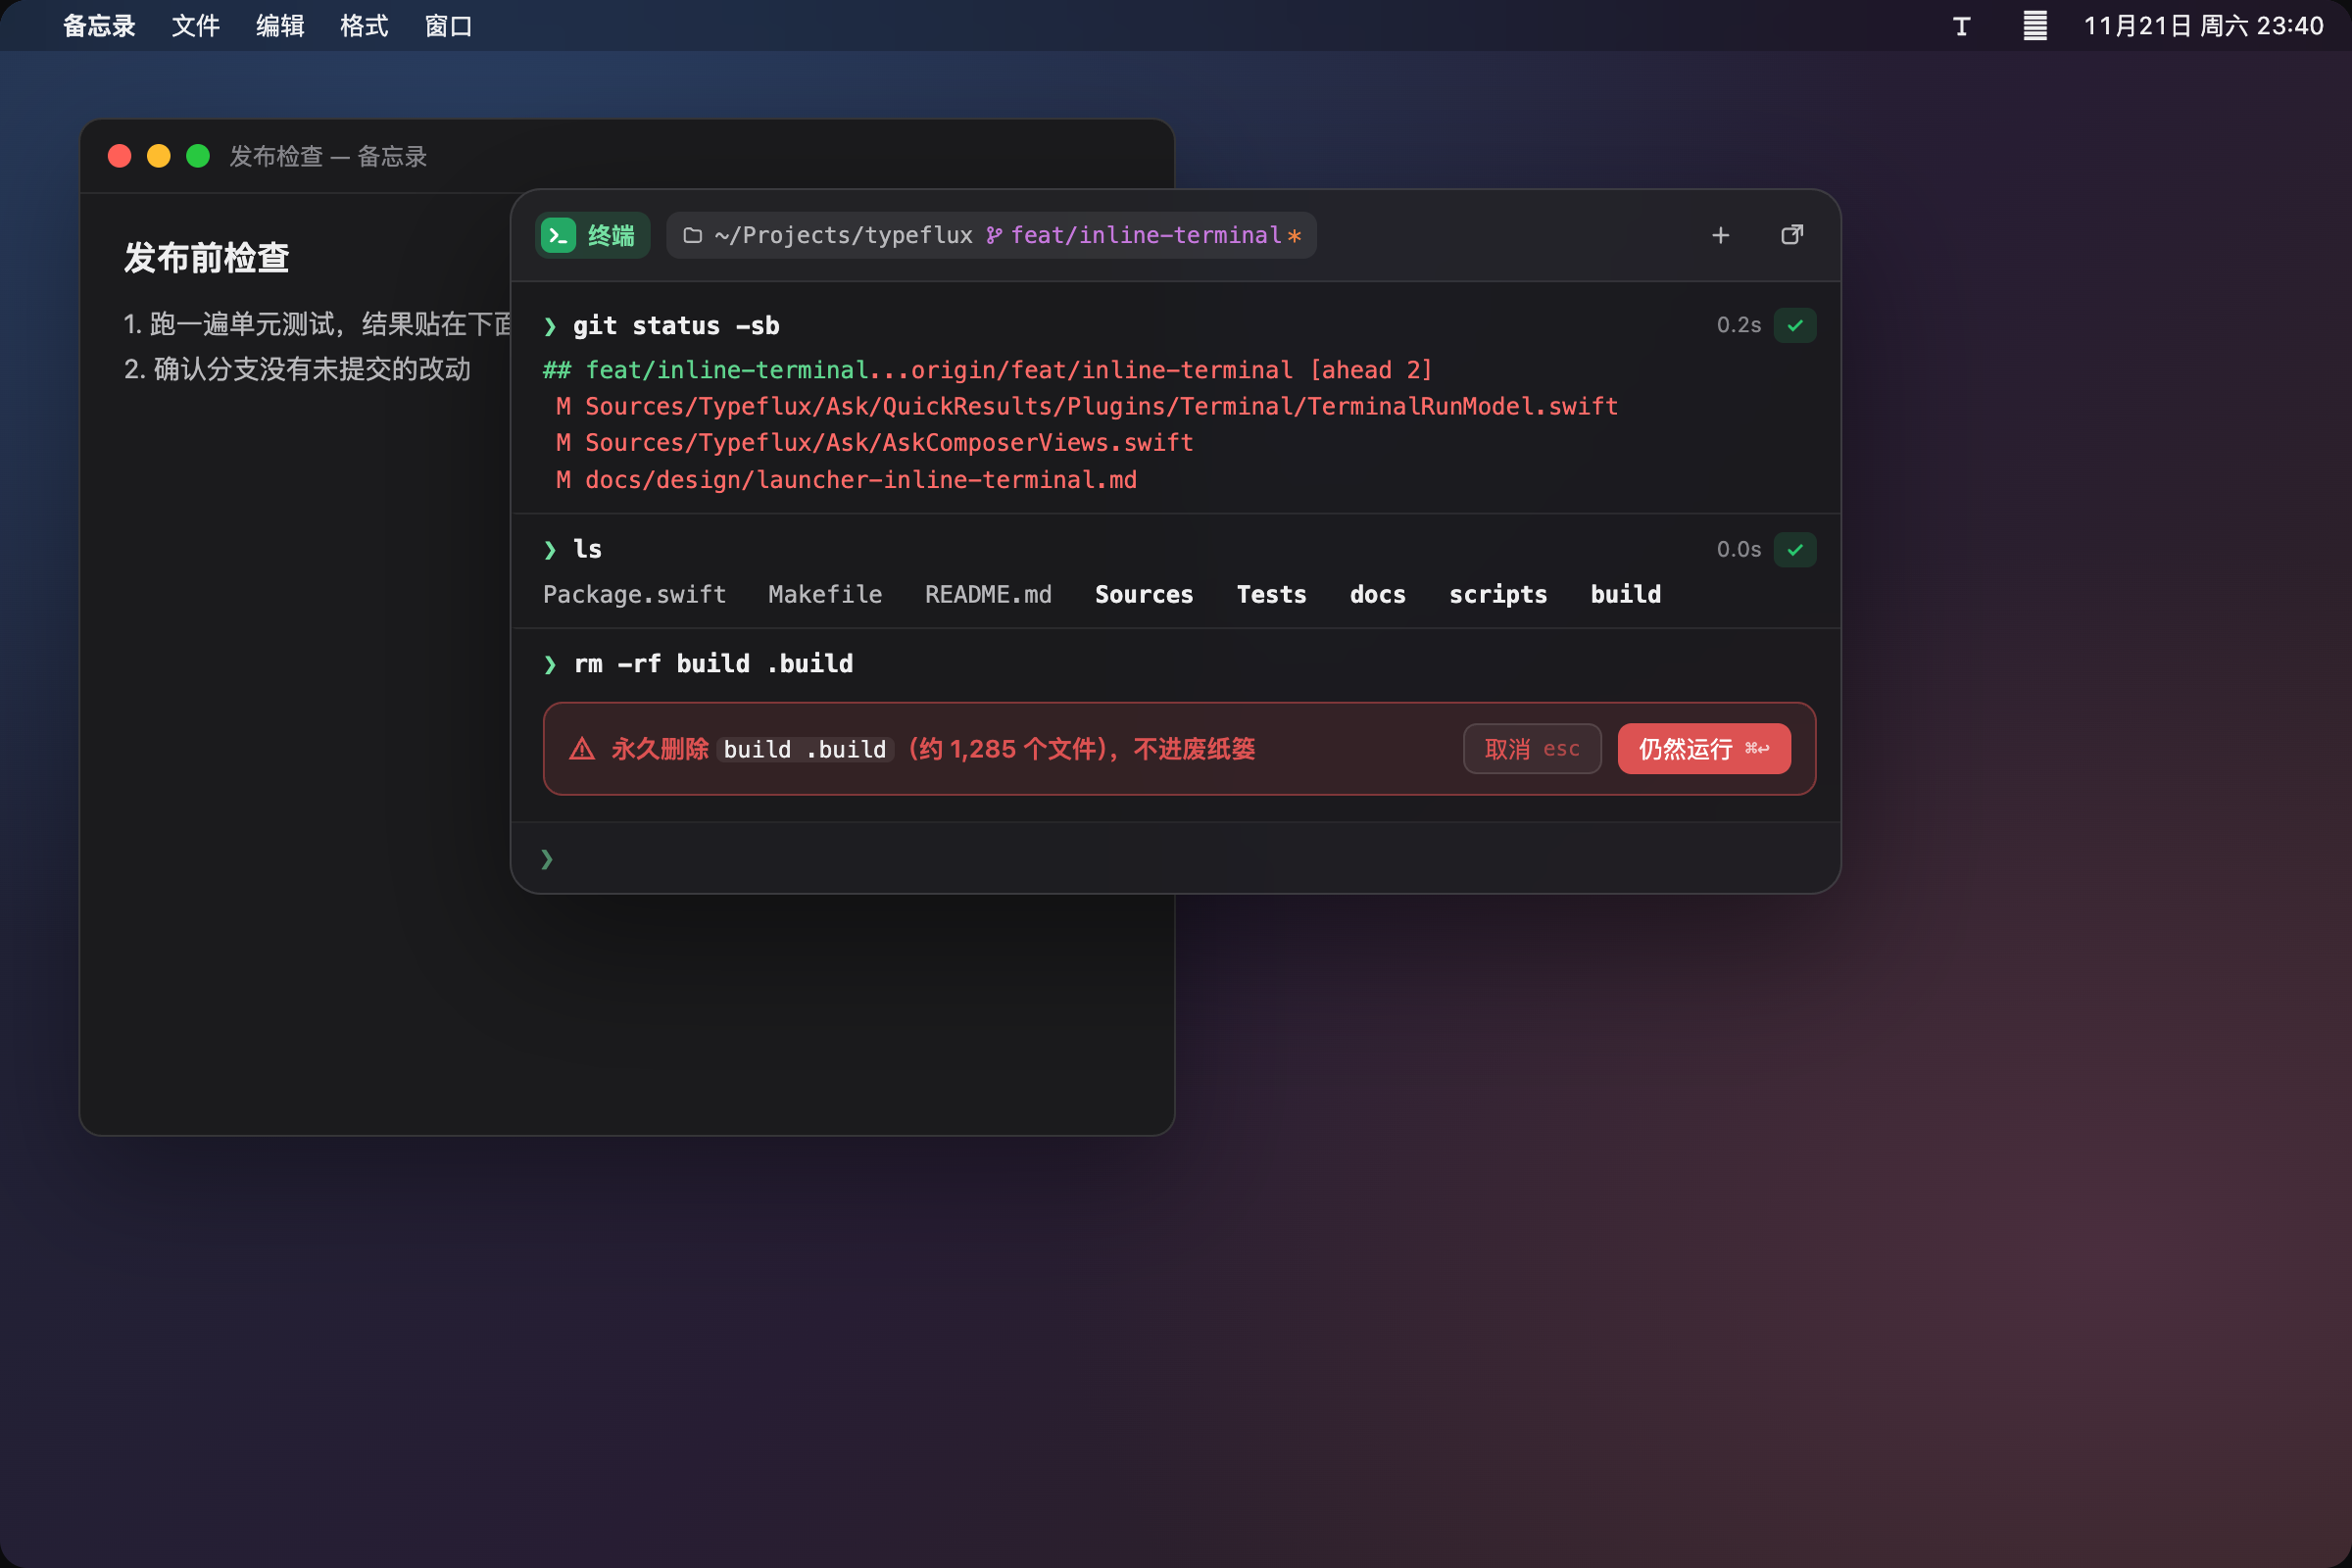 备忘录 文件 编辑 格式 窗口 11月21日 周六 23:40
发布检查 — 备忘录
发布前检查
1. 跑一遍单元测试，结果贴在下面
2. 确认分支没有未提交的改动
终端 ~/Projects/typeflux feat/inline-terminal*
❯ git status -sb 0.2s
## feat/inline-terminal...origin/feat/inline-terminal [ahead 2]
M Sources/Typeflux/Ask/QuickResults/Plugins/Terminal/TerminalRunModel.swift
M Sources/Typeflux/Ask/AskComposerViews.swift
M docs/design/launcher-inline-terminal.md
❯ ls 0.0s
Package.swift Makefile README.md Sources Tests docs scripts build
❯ rm -rf build .build
永久删除 build .build（约 1,285 个文件），不进废纸篓 取消 esc 仍然运行 ⌘↩
❯